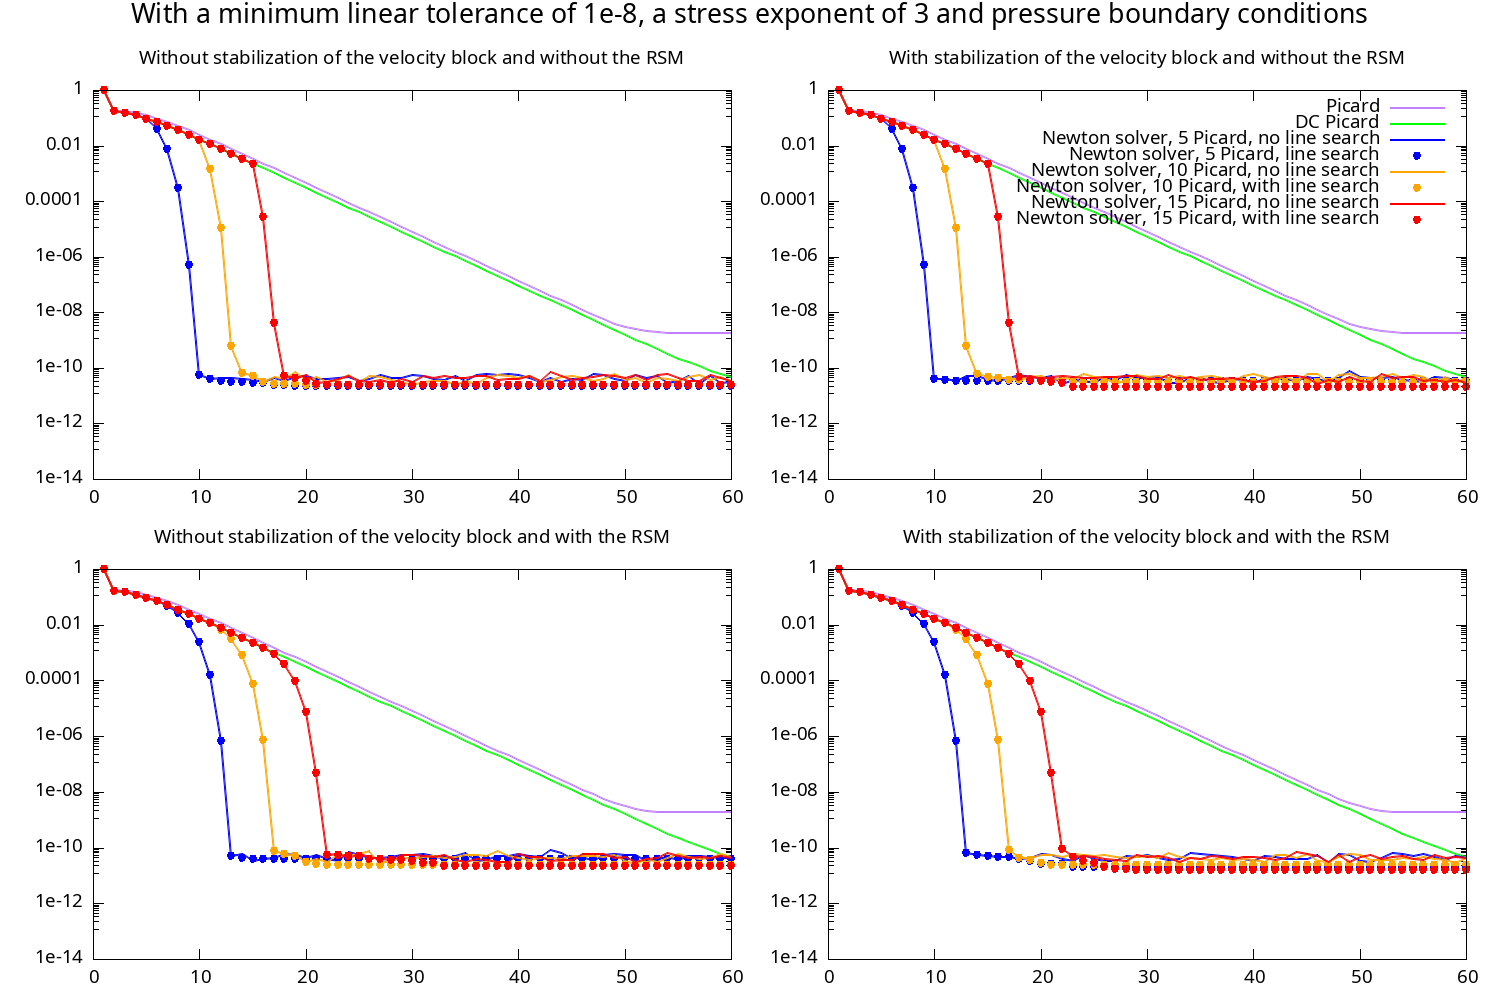 With a minimum linear tolerance of 1e-8, a stress exponent of 3 and pressure boundary conditions
Without stabilization of the velocity block and without the RSM
1
0.01
0.0001
1e-06
1e-08
1e-10
1e-12
1e-14
0 10 20 30 40 50 60
With stabilization of the velocity block and without the RSM
Picard
DC Picard
Newton solver, 5 Picard, no line search
Newton solver, 5 Picard, line search
Newton solver, 10 Picard, no line search
Newton solver, 10 Picard, with line search
Newton solver, 15 Picard, no line search
Newton solver, 15 Picard, with line search
1
0.01
0.0001
1e-06
1e-08
1e-10
1e-12
1e-14
0 10 20 30 40 50 60
Without stabilization of the velocity block and with the RSM
1
0.01
0.0001
1e-06
1e-08
1e-10
1e-12
1e-14
0 10 20 30 40 50 60
With stabilization of the velocity block and with the RSM
1
0.01
0.0001
1e-06
1e-08
1e-10
1e-12
1e-14
0 10 20 30 40 50 60